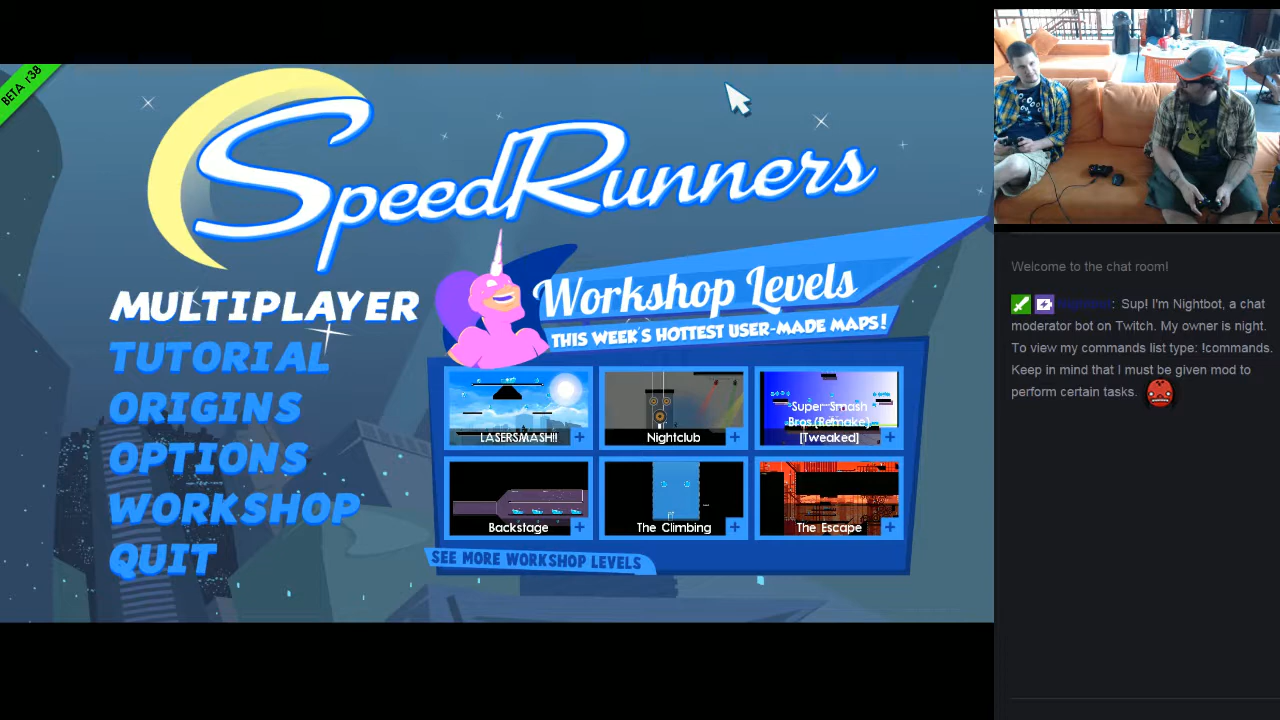 BETA r38
SpeedRunners
MULTIPLAYER
TUTORIAL
ORIGINS
OPTIONS
WORKSHOP
QUIT
Workshop Levels
THIS WEEK'S HOTTEST USER-MADE MAPS!
LASERSMASH!!
Nightclub
Super Smash
Bros.(Remake)
[Tweaked]
Backstage
The Climbing
The Escape
SEE MORE WORKSHOP LEVELS
Welcome to the chat room!
: Sup! I'm Nightbot, a chat
moderator bot on Twitch. My owner is night.
To view my commands list type: !commands.
Keep in mind that I must be given mod to
perform certain tasks.